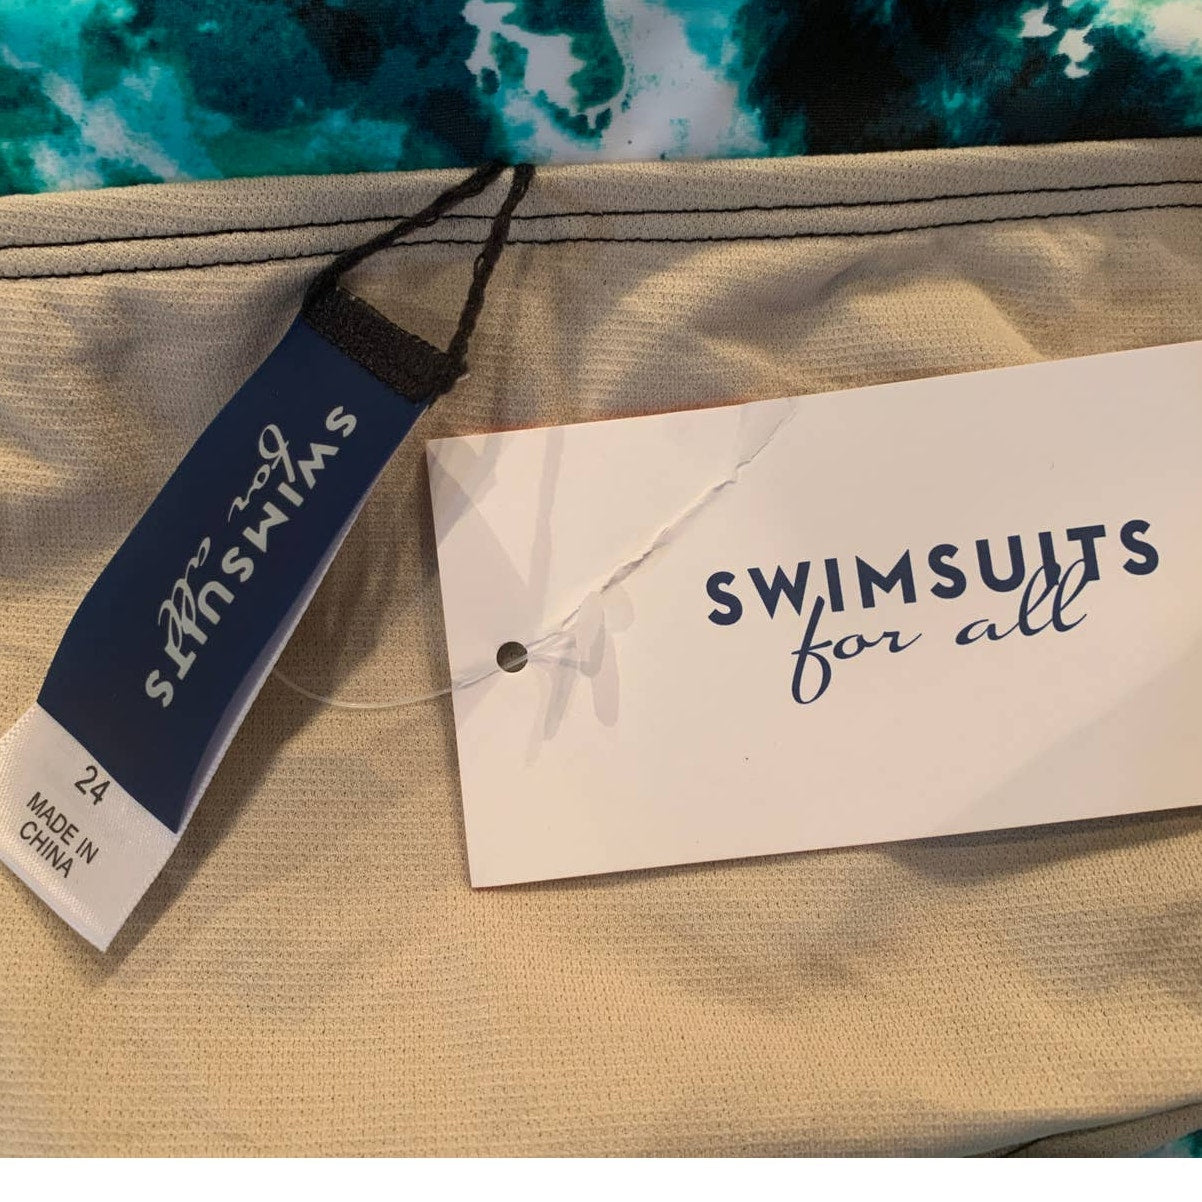 SWIMSUITS
for all
24
MADE IN
CHINA
SWIMSUITS
for all